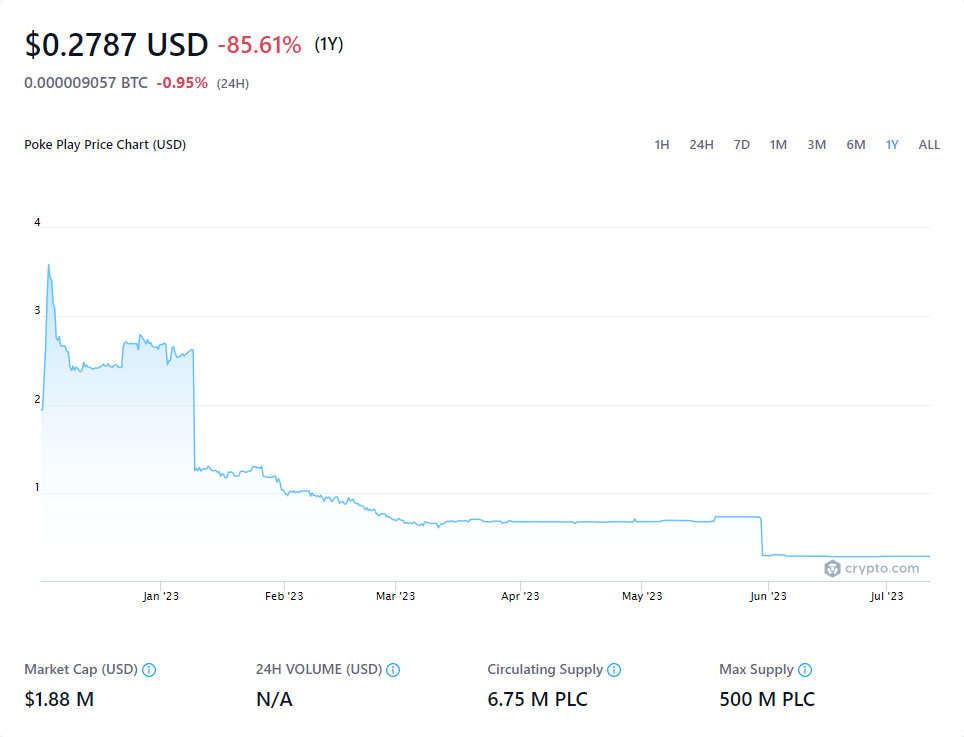 $0.2787 USD -85.61% (1Y)
0.000009057 BTC -0.95% (24H)
Poke Play Price Chart (USD) 1H 24H 7D 1M 3M 6M 1Y ALL
4
3
2
1
crypto.com
Jan '23 Feb '23 Mar '23 Apr '23 May '23 Jun '23 Jul '23
Market Cap (USD) 24H VOLUME (USD) Circulating Supply Max Supply
$1.88 M N/A 6.75 M PLC 500 M PLC